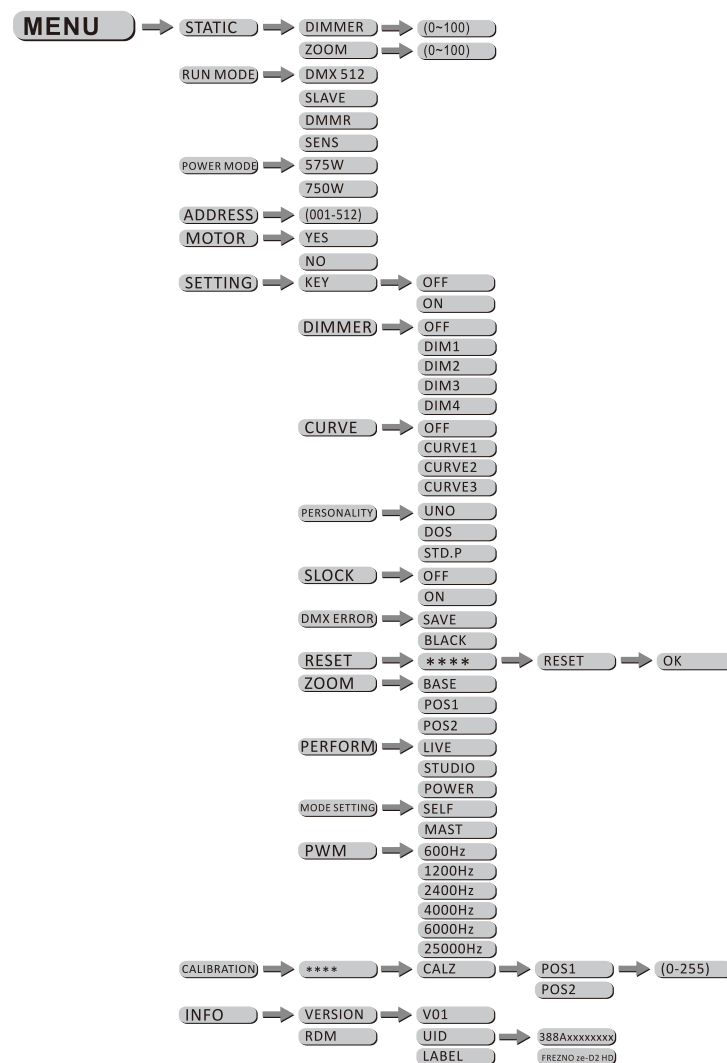 MENU STATIC DIMMER (0~100)
ZOOM (0~100)
RUN MODE DMX 512
SLAVE
DMMR
SENS
POWER MODE 575W
750W
ADDRESS (001-512)
MOTOR YES
NO
SETTING KEY OFF
ON
DIMMER OFF
DIM1
DIM2
DIM3
DIM4
CURVE OFF
CURVE1
CURVE2
CURVE3
PERSONALITY UNO
DOS
STD.P
SLOCK OFF
ON
DMX ERROR SAVE
BLACK
RESET **** RESET OK
ZOOM BASE
POS1
POS2
PERFORM LIVE
STUDIO
POWER
MODE SETTING SELF
MAST
PWM 600Hz
1200Hz
2400Hz
4000Hz
6000Hz
25000Hz
CALIBRATION **** CALZ POS1 (0-255)
POS2
INFO VERSION V01
RDM UID 388Axxxxxxxx
LABEL FREZNO ze-D2 HD